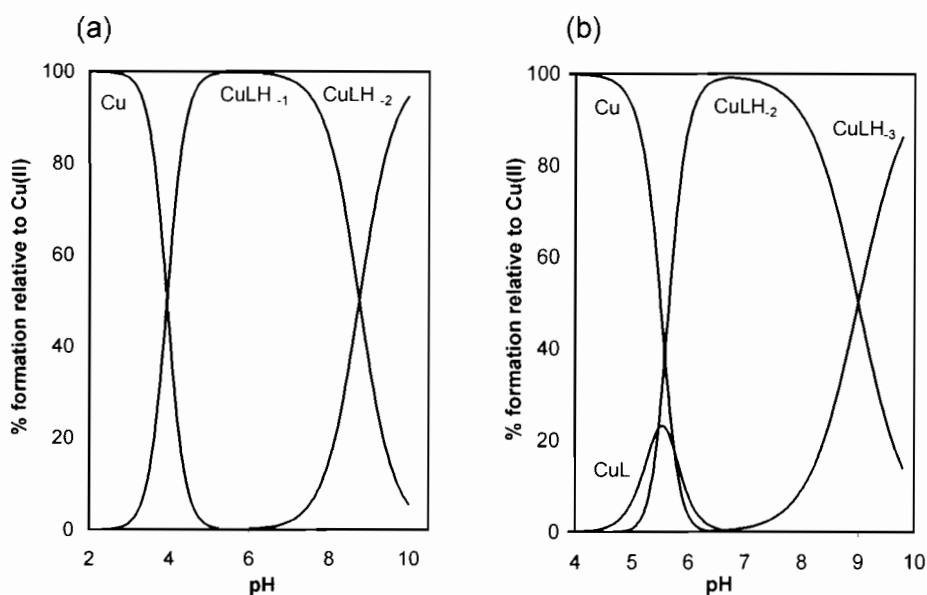 (a)
(b)
% formation relative to Cu(II)
100
80
60
40
20
0
Cu
CuLH -1
CuLH -2
2
4
6
8
10
pH
% formation relative to Cu(II)
100
80
60
40
20
0
Cu
CuLH-2
CuLH-3
CuL
4
5
6
7
8
9
10
pH